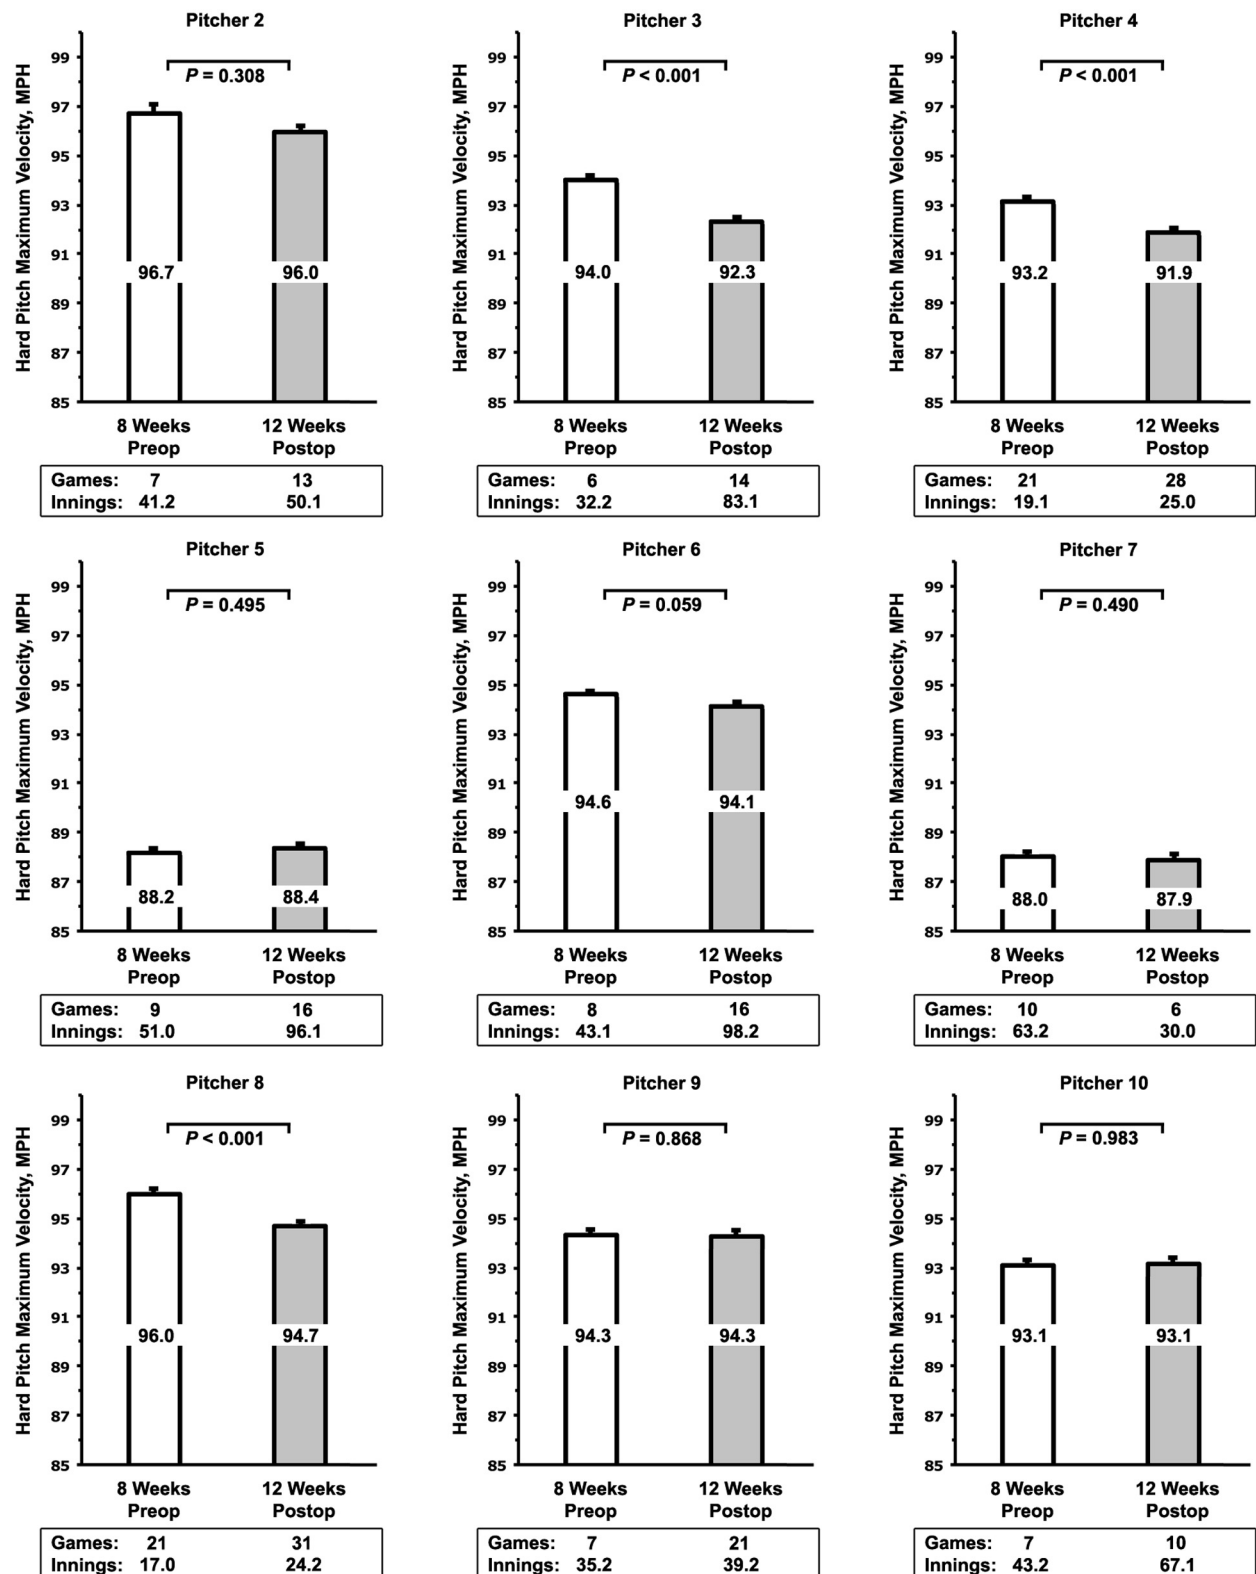 Pitcher 2
Hard Pitch Maximum Velocity, MPH
99
97
95
93
91
89
87
85
P = 0.308
96.7 96.0
8 Weeks Preop 12 Weeks Postop
Games: 7 13
Innings: 41.2 50.1
Pitcher 3
Hard Pitch Maximum Velocity, MPH
99
97
95
93
91
89
87
85
P < 0.001
94.0 92.3
8 Weeks Preop 12 Weeks Postop
Games: 6 14
Innings: 32.2 83.1
Pitcher 4
Hard Pitch Maximum Velocity, MPH
99
97
95
93
91
89
87
85
P < 0.001
93.2 91.9
8 Weeks Preop 12 Weeks Postop
Games: 21 28
Innings: 19.1 25.0
Pitcher 5
Hard Pitch Maximum Velocity, MPH
99
97
95
93
91
89
87
85
P = 0.495
88.2 88.4
8 Weeks Preop 12 Weeks Postop
Games: 9 16
Innings: 51.0 96.1
Pitcher 6
Hard Pitch Maximum Velocity, MPH
99
97
95
93
91
89
87
85
P = 0.059
94.6 94.1
8 Weeks Preop 12 Weeks Postop
Games: 8 16
Innings: 43.1 98.2
Pitcher 7
Hard Pitch Maximum Velocity, MPH
99
97
95
93
91
89
87
85
P = 0.490
88.0 87.9
8 Weeks Preop 12 Weeks Postop
Games: 10 6
Innings: 63.2 30.0
Pitcher 8
Hard Pitch Maximum Velocity, MPH
99
97
95
93
91
89
87
85
P < 0.001
96.0 94.7
8 Weeks Preop 12 Weeks Postop
Games: 21 31
Innings: 17.0 24.2
Pitcher 9
Hard Pitch Maximum Velocity, MPH
99
97
95
93
91
89
87
85
P = 0.868
94.3 94.3
8 Weeks Preop 12 Weeks Postop
Games: 7 21
Innings: 35.2 39.2
Pitcher 10
Hard Pitch Maximum Velocity, MPH
99
97
95
93
91
89
87
85
P = 0.983
93.1 93.1
8 Weeks Preop 12 Weeks Postop
Games: 7 10
Innings: 43.2 67.1